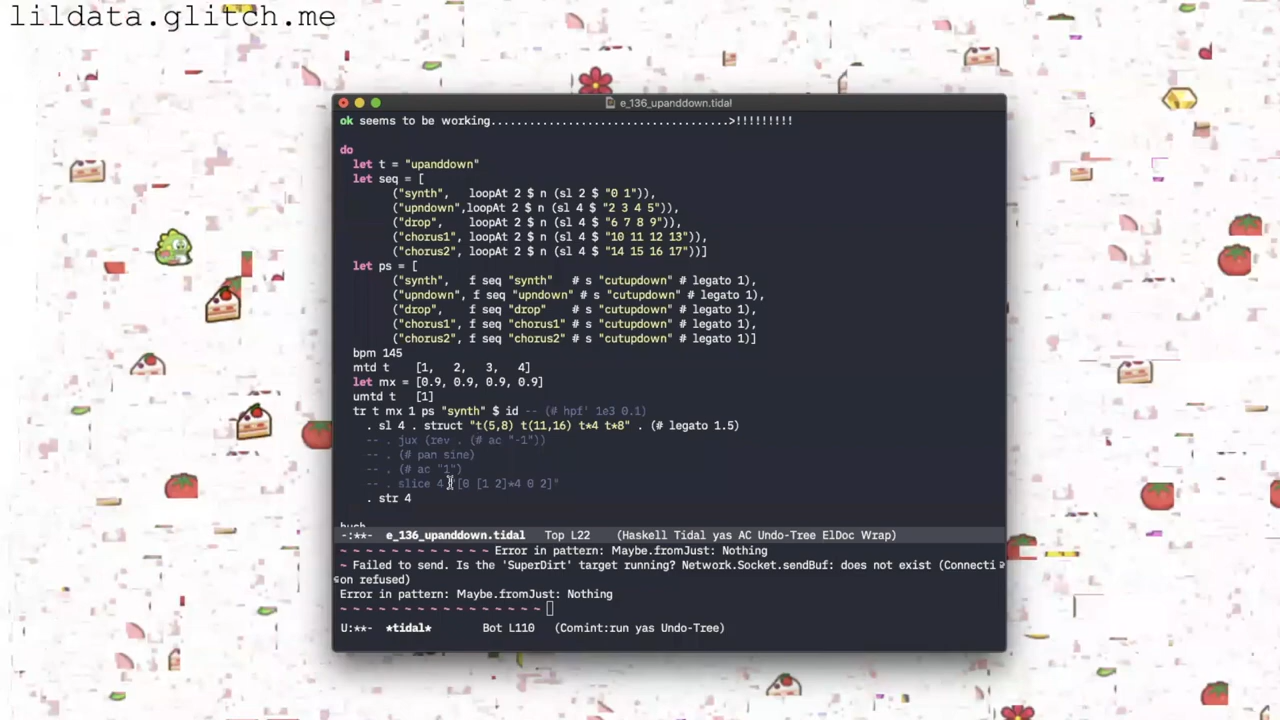 lildata.glitch.me
e_136_upanddown.tidal
ok seems to be working....................................>!!!!!!!!!
do
let t = "upanddown"
let seq = [
("synth", loopAt 2 $ n (sl 2 $ "0 1")),
("upndown",loopAt 2 $ n (sl 4 $ "2 3 4 5")),
("drop", loopAt 2 $ n (sl 4 $ "6 7 8 9")),
("chorus1", loopAt 2 $ n (sl 4 $ "10 11 12 13")),
("chorus2", loopAt 2 $ n (sl 4 $ "14 15 16 17"))]
let ps = [
("synth", f seq "synth" # s "cutupdown" # legato 1),
("upndown", f seq "upndown" # s "cutupdown" # legato 1),
("drop", f seq "drop" # s "cutupdown" # legato 1),
("chorus1", f seq "chorus1" # s "cutupdown" # legato 1),
("chorus2", f seq "chorus2" # s "cutupdown" # legato 1)]
bpm 145
mtd t [1, 2, 3, 4]
let mx = [0.9, 0.9, 0.9, 0.9]
umtd t [1]
tr t mx 1 ps "synth" $ id -- (# hpf' 1e3 0.1)
. sl 4 . struct "t(5,8) t(11,16) t*4 t*8" . (# legato 1.5)
-- . jux (rev . (# ac "-1"))
-- . (# pan sine)
-- . (# ac "1")
-- . slice 4 "[0 [1 2]*4 0 2]"
. str 4
hush
-:**- e_136_upanddown.tidal Top L22 (Haskell Tidal yas AC Undo-Tree ElDoc Wrap)
~ ~ ~ ~ ~ ~ ~ ~ ~ ~ ~ ~ Error in pattern: Maybe.fromJust: Nothing
~ Failed to send. Is the 'SuperDirt' target running? Network.Socket.sendBuf: does not exist (Connecti
on refused)
Error in pattern: Maybe.fromJust: Nothing
~ ~ ~ ~ ~ ~ ~ ~ ~ ~ ~ ~ ~ ~ ~ ~
U:**- *tidal* Bot L110 (Comint:run yas Undo-Tree)